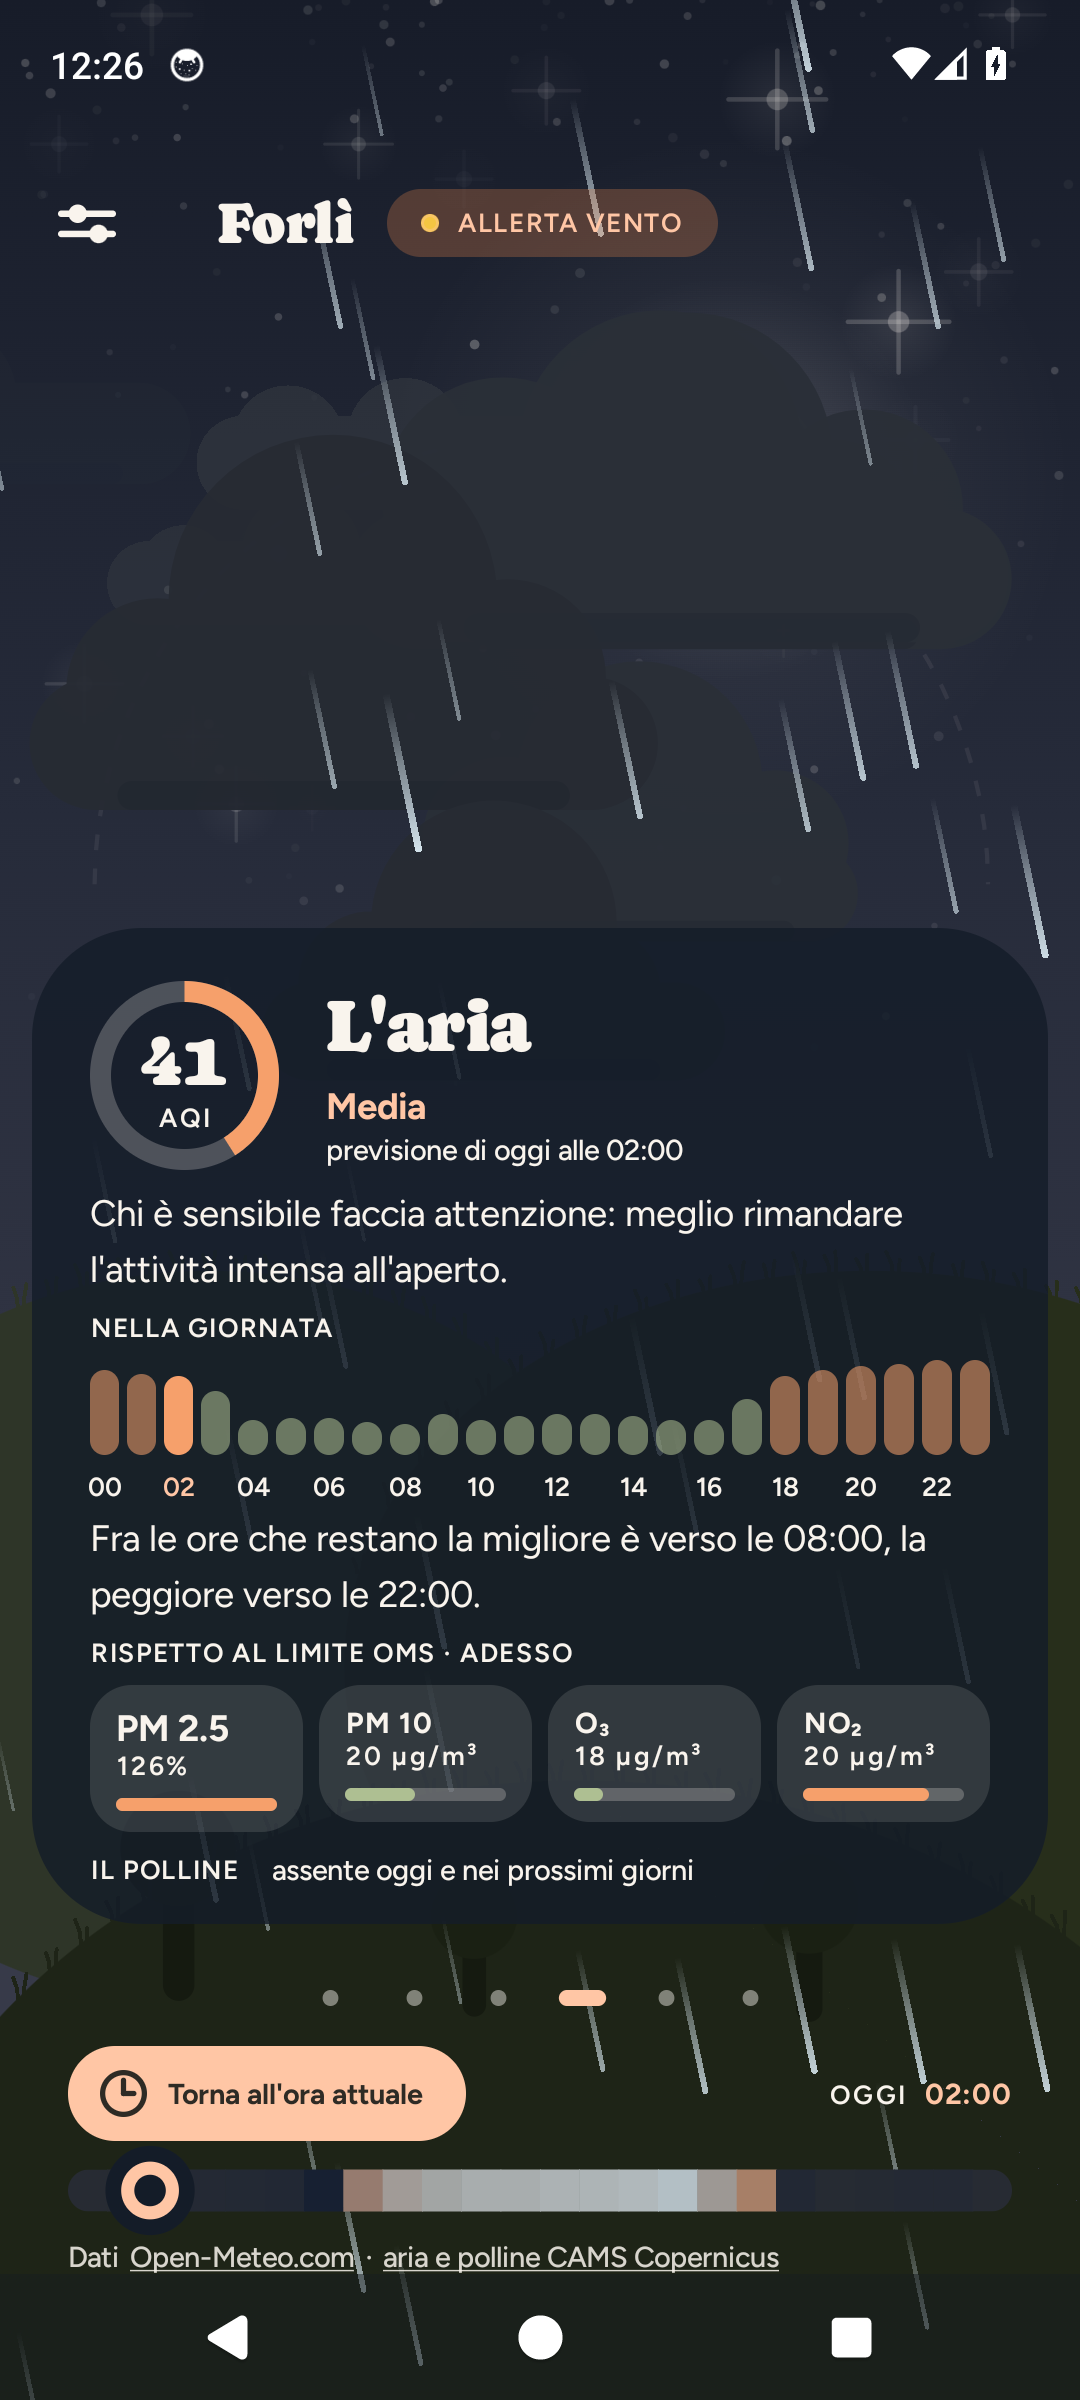 12:26
Forlì
ALLERTA VENTO
41
AQI
L'aria
Media
previsione di oggi alle 02:00
Chi è sensibile faccia attenzione: meglio rimandare
l'attività intensa all'aperto.
NELLA GIORNATA
00 02 04 06 08 10 12 14 16 18 20 22
Fra le ore che restano la migliore è verso le 08:00, la
peggiore verso le 22:00.
RISPETTO AL LIMITE OMS · ADESSO
PM 2.5
126%
PM 10
20 µg/m³
O₃
18 µg/m³
NO₂
20 µg/m³
IL POLLINE assente oggi e nei prossimi giorni
Torna all'ora attuale
OGGI 02:00
Dati Open-Meteo.com · aria e polline CAMS Copernicus